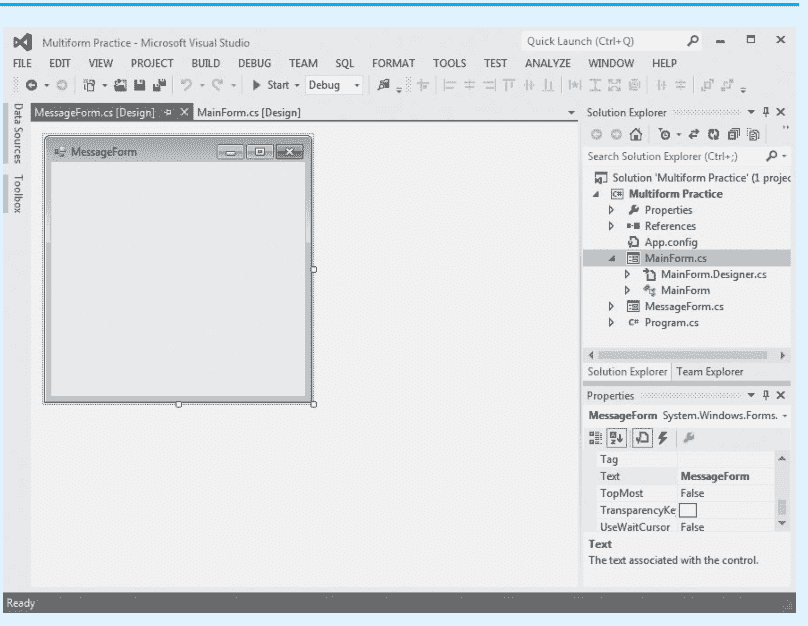 Multiform Practice - Microsoft Visual Studio
Quick Launch (Ctrl+Q)
FILE EDIT VIEW PROJECT BUILD DEBUG TEAM SQL FORMAT TOOLS TEST ANALYZE WINDOW HELP
Start
Debug
Data Sources
Toolbox
MessageForm.cs [Design]
MainForm.cs [Design]
MessageForm
Solution Explorer
Search Solution Explorer (Ctrl+;)
Solution 'Multiform Practice' (1 projec
C# Multiform Practice
Properties
References
App.config
MainForm.cs
MainForm.Designer.cs
MainForm
MessageForm.cs
C# Program.cs
Solution Explorer
Team Explorer
Properties
MessageForm System.Windows.Forms.
Tag
Text MessageForm
TopMost False
TransparencyKe
UseWaitCursor False
Text
The text associated with the control.
Ready